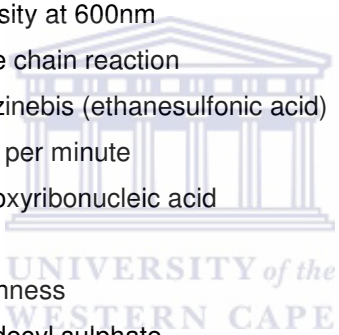 sity at 600nm
e chain reaction
zinebis (ethanesulfonic acid)
per minute
oxyribonucleic acid
UNIVERSITY of the
nness
WESTERN CAPE
decyl sulphate